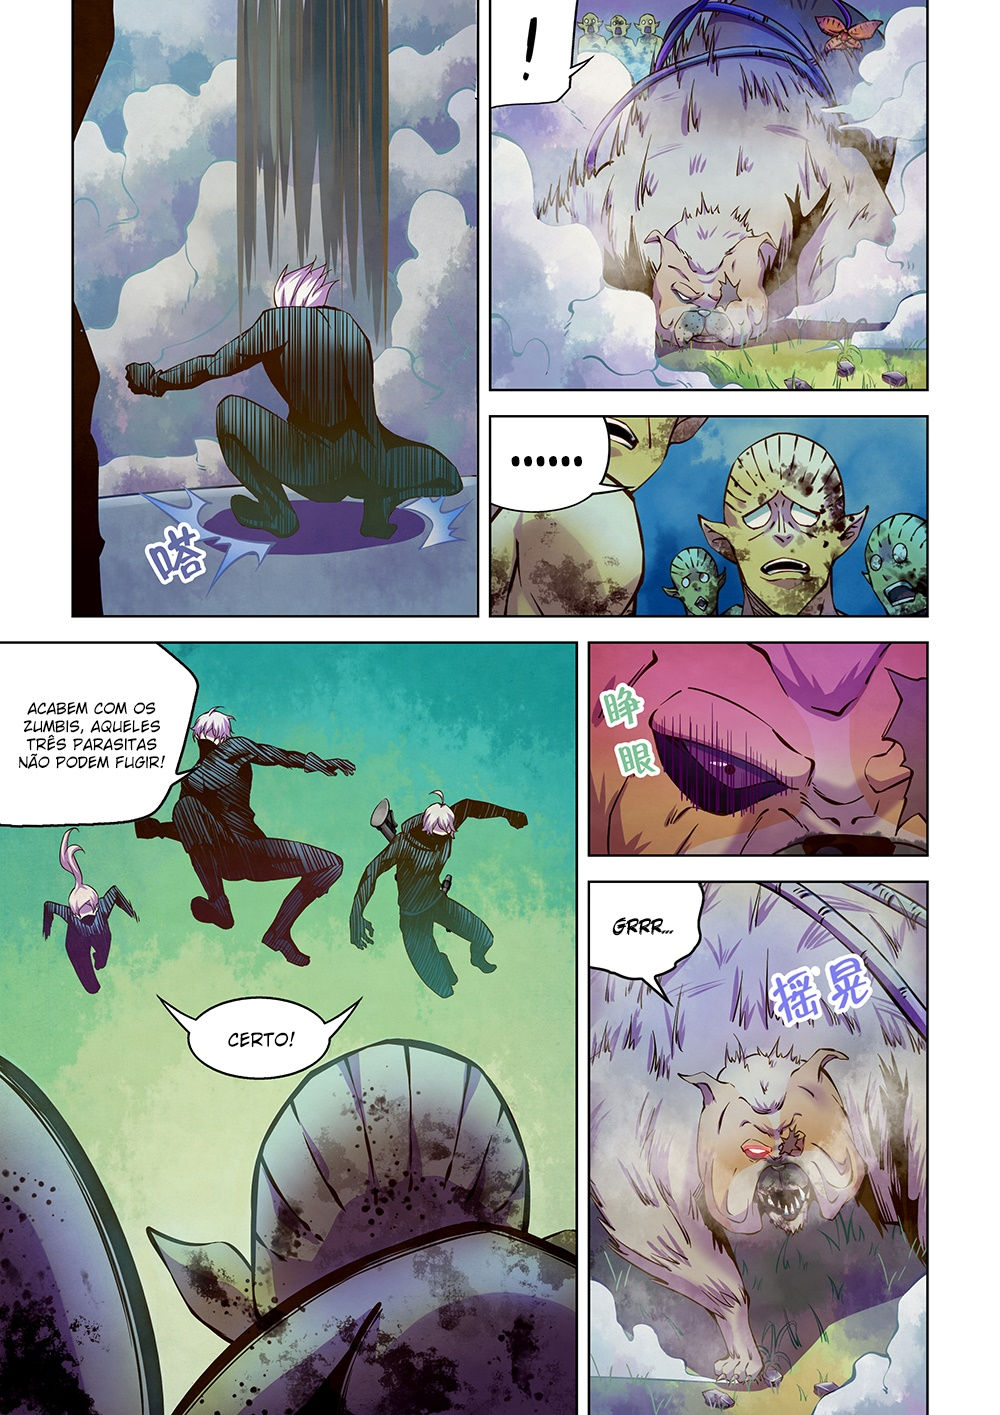 !
......
嗒
睁
眼
GRRR...
摇晃
ACABEM COM OS
ZUMBIS, AQUELES
TRÊS PARASITAS
NÃO PODEM FUGIR!
CERTO!